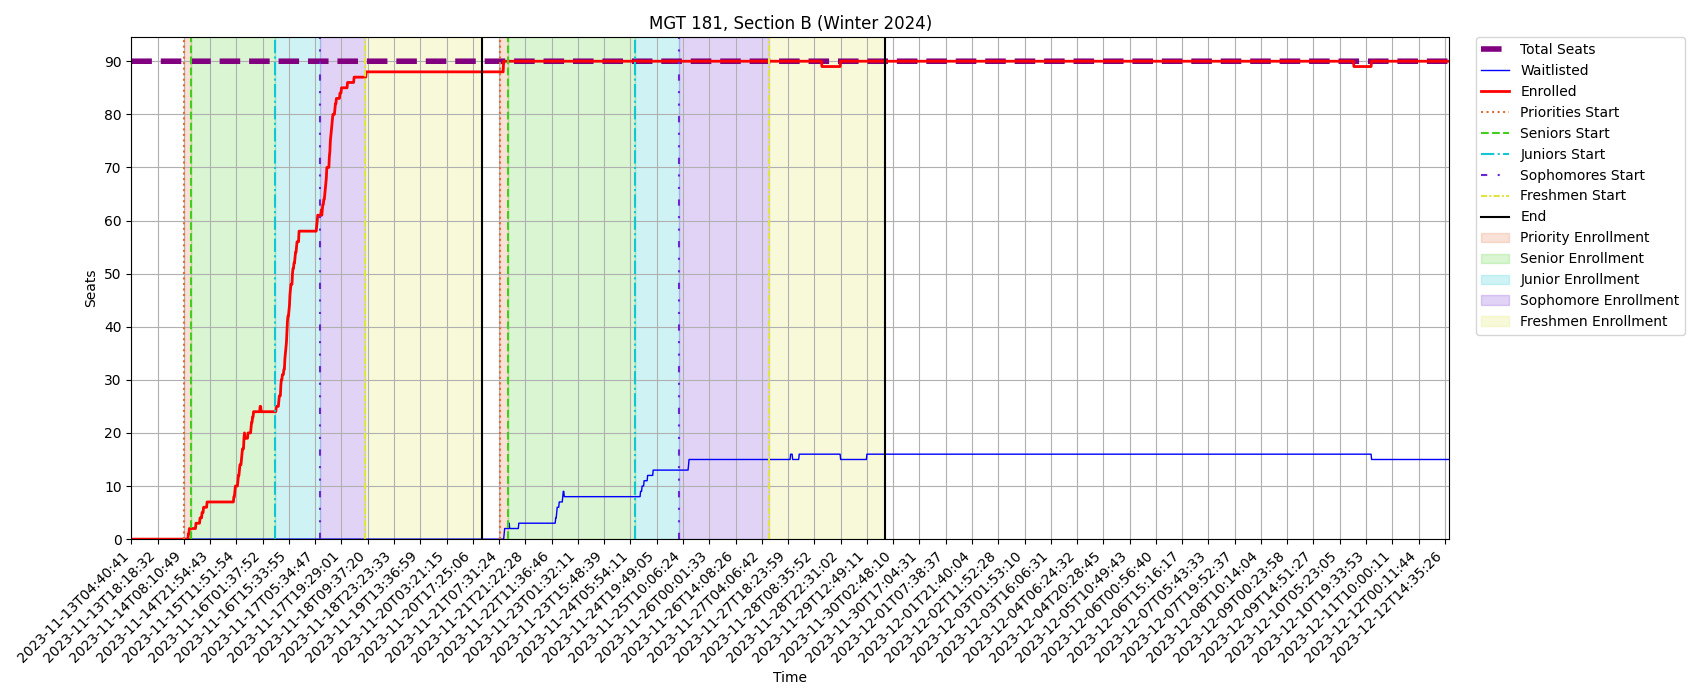 MGT 181, Section B (Winter 2024)
Seats
90
80
70
60
50
40
30
20
10
0
2023-11-13T04:40:41
2023-11-13T18:18:32
2023-11-14T08:10:49
2023-11-14T21:54:43
2023-11-15T11:51:54
2023-11-16T01:37:52
2023-11-16T15:33:55
2023-11-17T05:34:47
2023-11-17T19:29:01
2023-11-18T09:37:20
2023-11-18T23:23:33
2023-11-19T13:36:59
2023-11-20T03:21:15
2023-11-20T17:25:06
2023-11-21T07:31:24
2023-11-21T21:22:28
2023-11-22T11:36:46
2023-11-23T01:32:11
2023-11-23T15:48:39
2023-11-24T05:54:11
2023-11-24T19:49:05
2023-11-25T10:06:24
2023-11-26T00:01:33
2023-11-26T14:08:26
2023-11-27T04:06:42
2023-11-27T18:23:59
2023-11-28T08:35:52
2023-11-28T22:31:02
2023-11-29T12:49:11
2023-11-30T02:48:10
2023-11-30T17:04:31
2023-12-01T07:38:37
2023-12-01T21:40:04
2023-12-02T11:52:28
2023-12-03T01:53:10
2023-12-03T16:06:31
2023-12-04T06:24:32
2023-12-04T20:28:45
2023-12-05T10:49:43
2023-12-06T00:56:40
2023-12-06T15:16:17
2023-12-07T05:43:33
2023-12-07T19:52:37
2023-12-08T10:14:04
2023-12-09T00:23:58
2023-12-09T14:51:27
2023-12-10T05:23:05
2023-12-10T19:33:53
2023-12-11T10:00:11
2023-12-12T00:11:44
2023-12-12T14:35:26
Time
Total Seats
Waitlisted
Enrolled
Priorities Start
Seniors Start
Juniors Start
Sophomores Start
Freshmen Start
End
Priority Enrollment
Senior Enrollment
Junior Enrollment
Sophomore Enrollment
Freshmen Enrollment